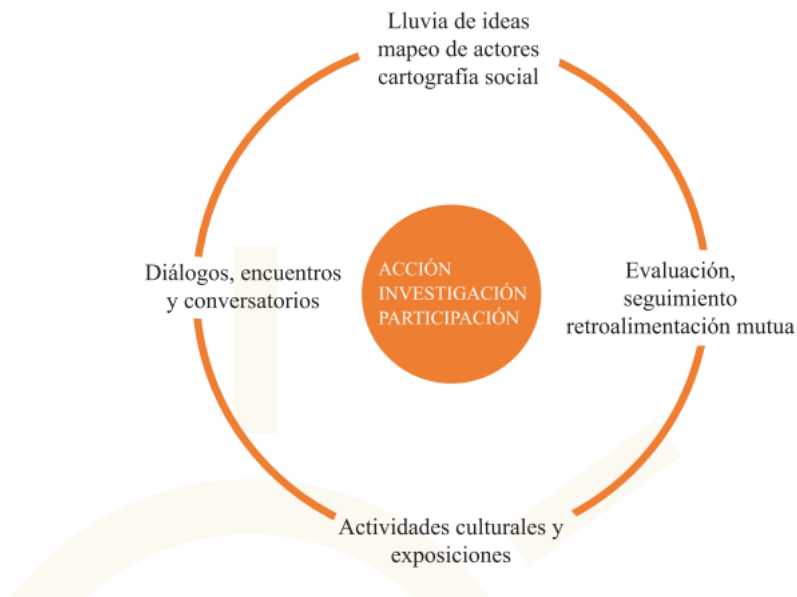 Lluvia de ideas
mapeo de actores
cartografía social
Diálogos, encuentros
y conversatorios
ACCIÓN
INVESTIGACIÓN
PARTICIPACIÓN
Evaluación,
seguimiento
retroalimentación mutua
Actividades culturales y
exposiciones